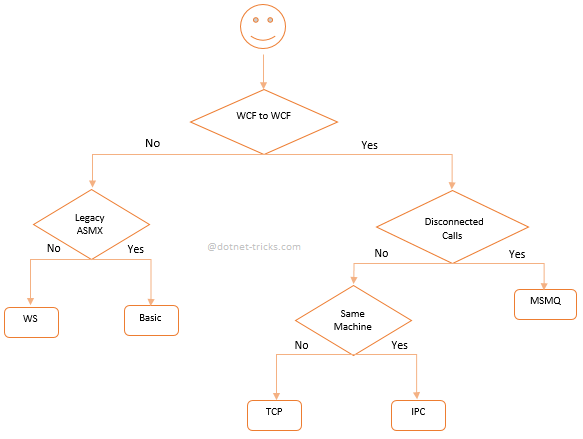 WCF to WCF
No
Yes
Legacy
ASMX
Disconnected
Calls
No
Yes
@dotnet-tricks.com
No
Yes
WS
Basic
Same
Machine
MSMQ
No
Yes
TCP
IPC